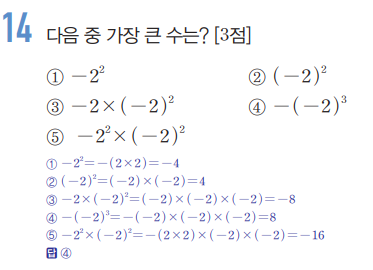 14 다음 중 가장 큰 수는? [3점]
① −2² ② (−2)²
③ −2×(−2)² ④ −(−2)³
⑤ −2²×(−2)²
① −2²=−(2×2)=−4
② (−2)²=(−2)×(−2)=4
③ −2×(−2)²=(−2)×(−2)×(−2)=−8
④ −(−2)³=−(−2)×(−2)×(−2)=8
⑤ −2²×(−2)²=−(2×2)×(−2)×(−2)=−16
답 ④